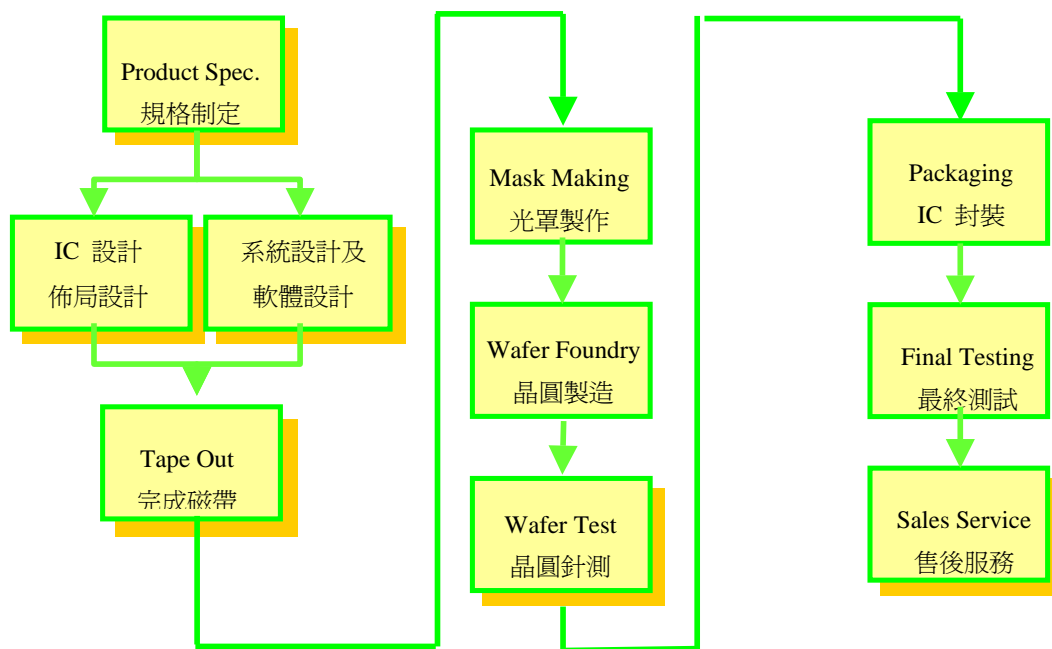 Product Spec.
規格制定
IC 設計
佈局設計
系統設計及
軟體設計
Tape Out
完成磁帶
Mask Making
光罩製作
Wafer Foundry
晶圓製造
Wafer Test
晶圓針測
Packaging
IC 封裝
Final Testing
最終測試
Sales Service
售後服務